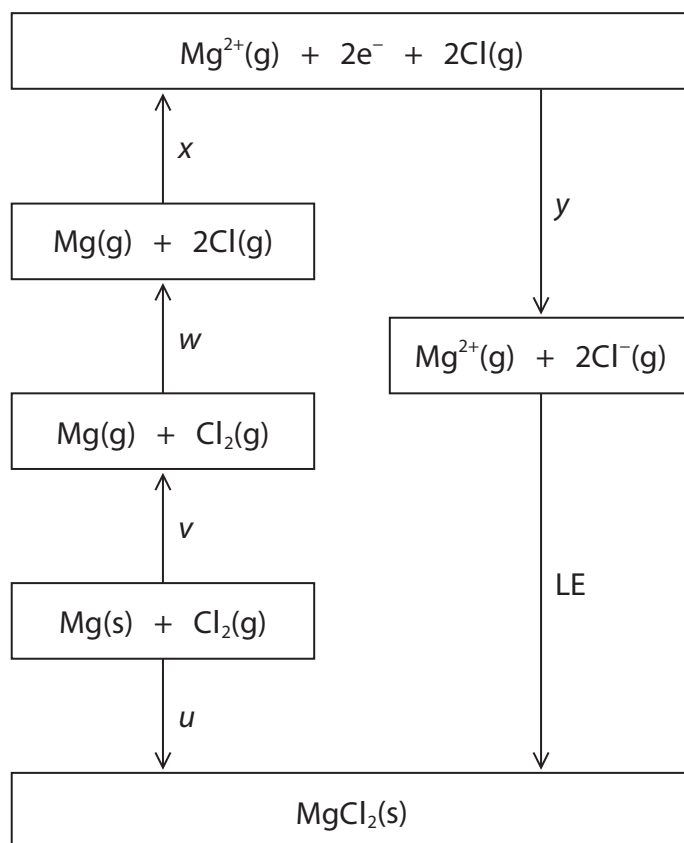 Mg²⁺(g) + 2e⁻ + 2Cl(g)
x
y
Mg(g) + 2Cl(g)
w
Mg²⁺(g) + 2Cl⁻(g)
Mg(g) + Cl₂(g)
v
LE
Mg(s) + Cl₂(g)
u
MgCl₂(s)